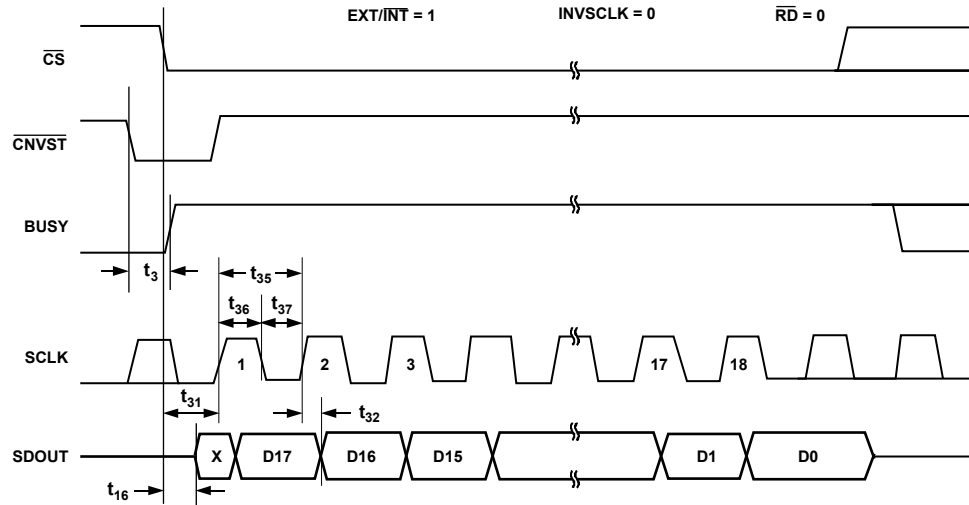 EXT/INT = 1 INVSCLK = 0 RD = 0
CS
CNVST
BUSY
t3
t35
t36 t37
SCLK 1 2 3 17 18
t31
t32
SDOUT X D17 D16 D15 D1 D0
t16